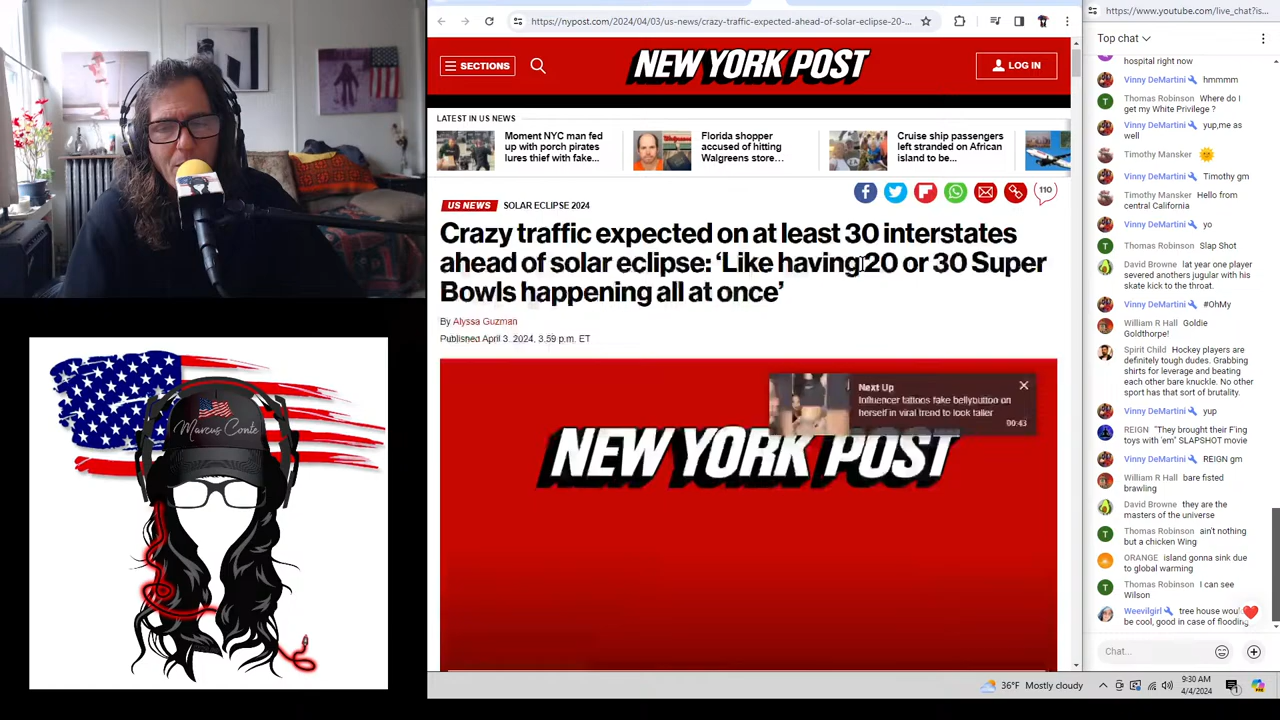 https://nypost.com/2024/04/03/us-news/crazy-traffic-expected-ahead-of-solar-eclipse-20-...
SECTIONS
NEW YORK POST
LOG IN
LATEST IN US NEWS
Moment NYC man fed
up with porch pirates
lures thief with fake...
Florida shopper
accused of hitting
Walgreens store...
Cruise ship passengers
left stranded on African
island to be...
110
US NEWS
SOLAR ECLIPSE 2024
Crazy traffic expected on at least 30 interstates
ahead of solar eclipse: ‘Like having 20 or 30 Super
Bowls happening all at once’
By Alyssa Guzman
Published April 3, 2024, 3:59 p.m. ET
Next Up
Influencer tattoos fake bellybutton on
herself in viral trend to look taller
00:43
NEW YORK POST
Marcus Conte
https://www.youtube.com/live_chat?is...
Top chat
hospital right now
Vinny DeMartini hmmmm
Thomas Robinson Where do I
get my White Privilege ?
Vinny DeMartini yup,me as
well
Timothy Mansker
Vinny DeMartini Timothy gm
Timothy Mansker Hello from
central California
Vinny DeMartini yo
Thomas Robinson Slap Shot
David Browne lat year one player
severed anothers jugular with his
skate kick to the throat.
Vinny DeMartini #OhMy
William R Hall Goldie
Goldthorpe!
Spirit Child Hockey players are
definitely tough dudes. Grabbing
shirts for leverage and beating
each other bare knuckle. No other
sport has that sort of brutality.
Vinny DeMartini yup
REIGN "They brought their F'ing
toys with 'em" SLAPSHOT movie
Vinny DeMartini REIGN gm
William R Hall bare fisted
brawling
David Browne they are the
masters of the universe
Thomas Robinson ain't nothing
but a chicken Wing
ORANGE island gonna sink due
to global warming
Thomas Robinson I can see
Wilson
Weevilgirl tree house wou
be cool, good in case of flooding
Chat...
36°F Mostly cloudy
9:30 AM
4/4/2024